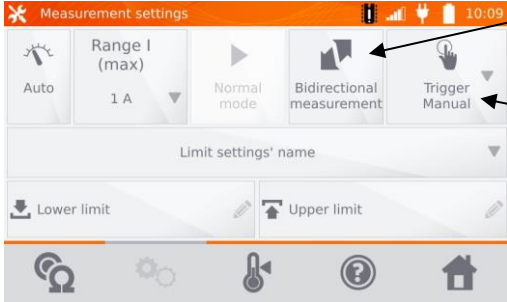 Measurement settings
10:09
Auto
Range I
(max)
1 A
Normal
mode
Bidirectional
measurement
Trigger
Manual
Limit settings' name
Lower limit
Upper limit